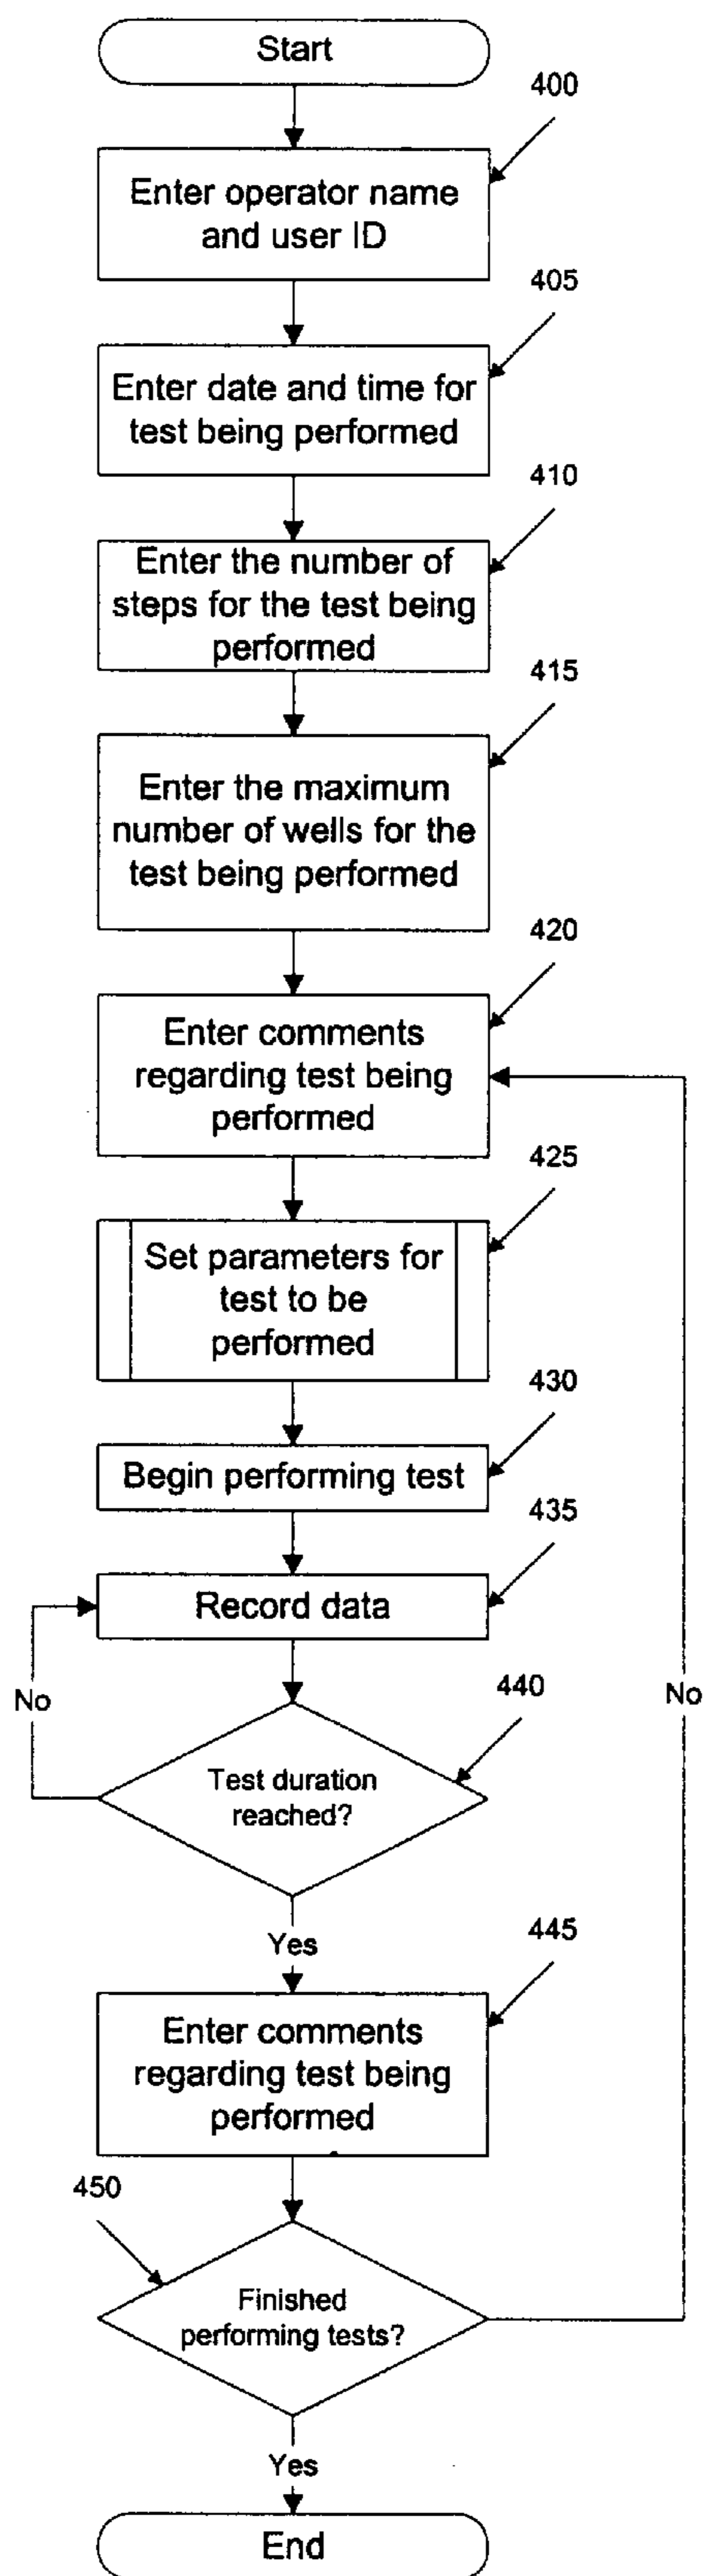 Start
400
Enter operator name
and user ID
405
Enter date and time for
test being performed
410
Enter the number of
steps for the test being
performed
415
Enter the maximum
number of wells for the
test being performed
420
Enter comments
regarding test being
performed
425
Set parameters for
test to be
performed
430
Begin performing test
435
Record data
No
No
440
Test duration
reached?
Yes
445
Enter comments
regarding test being
performed
450
Finished
performing tests?
Yes
End